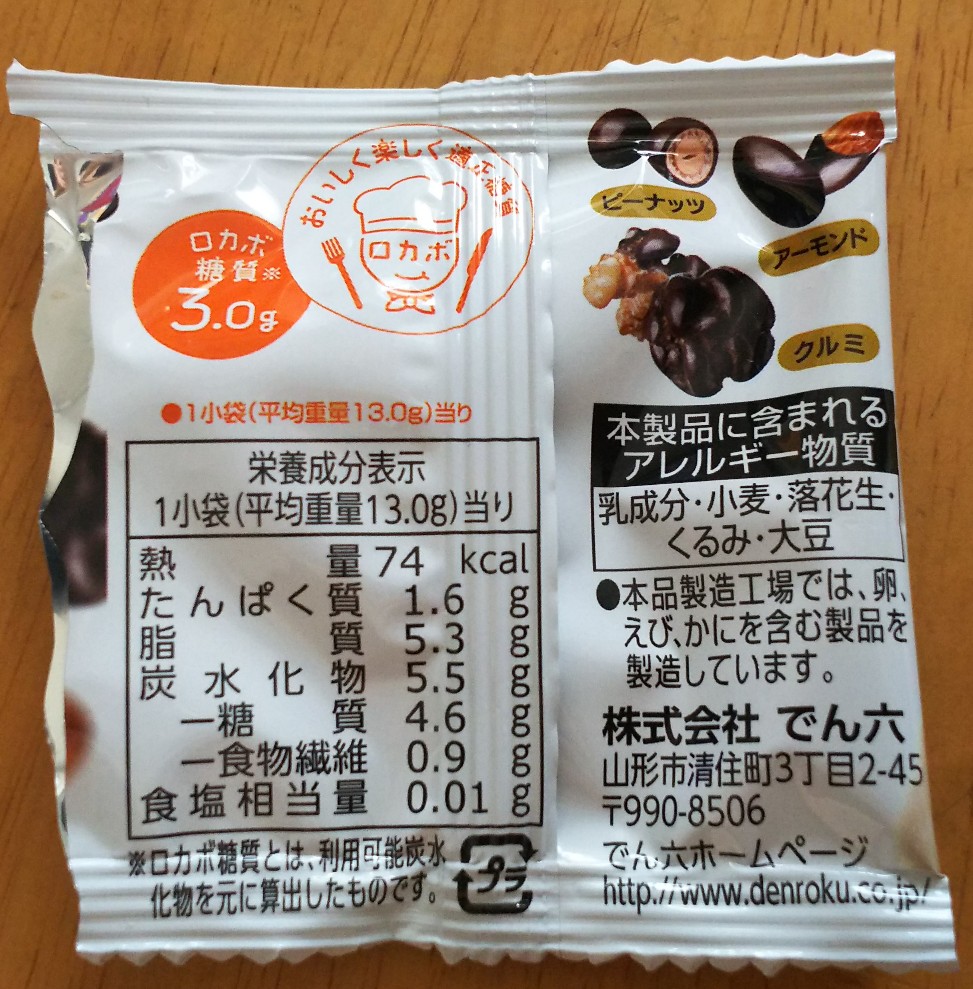 おいしく楽しく適正糖質
ロカボ
ロカボ
糖質※
3.0g
●1小袋(平均重量13.0g)当り
栄養成分表示
1小袋(平均重量13.0g)当り
熱量 74 kcal
たんぱく質 1.6 g
脂質 5.3 g
炭水化物 5.5 g
―糖質 4.6 g
―食物繊維 0.9 g
食塩相当量 0.01 g
※ロカボ糖質とは、利用可能炭水
化物を元に算出したものです。
プラ
ピーナッツ
アーモンド
クルミ
本製品に含まれる
アレルギー物質
乳成分・小麦・落花生・
くるみ・大豆
●本品製造工場では、卵、
えび、かにを含む製品を
製造しています。
株式会社 でん六
山形市清住町3丁目2-45
〒990-8506
でん六ホームページ
http://www.denroku.co.jp/